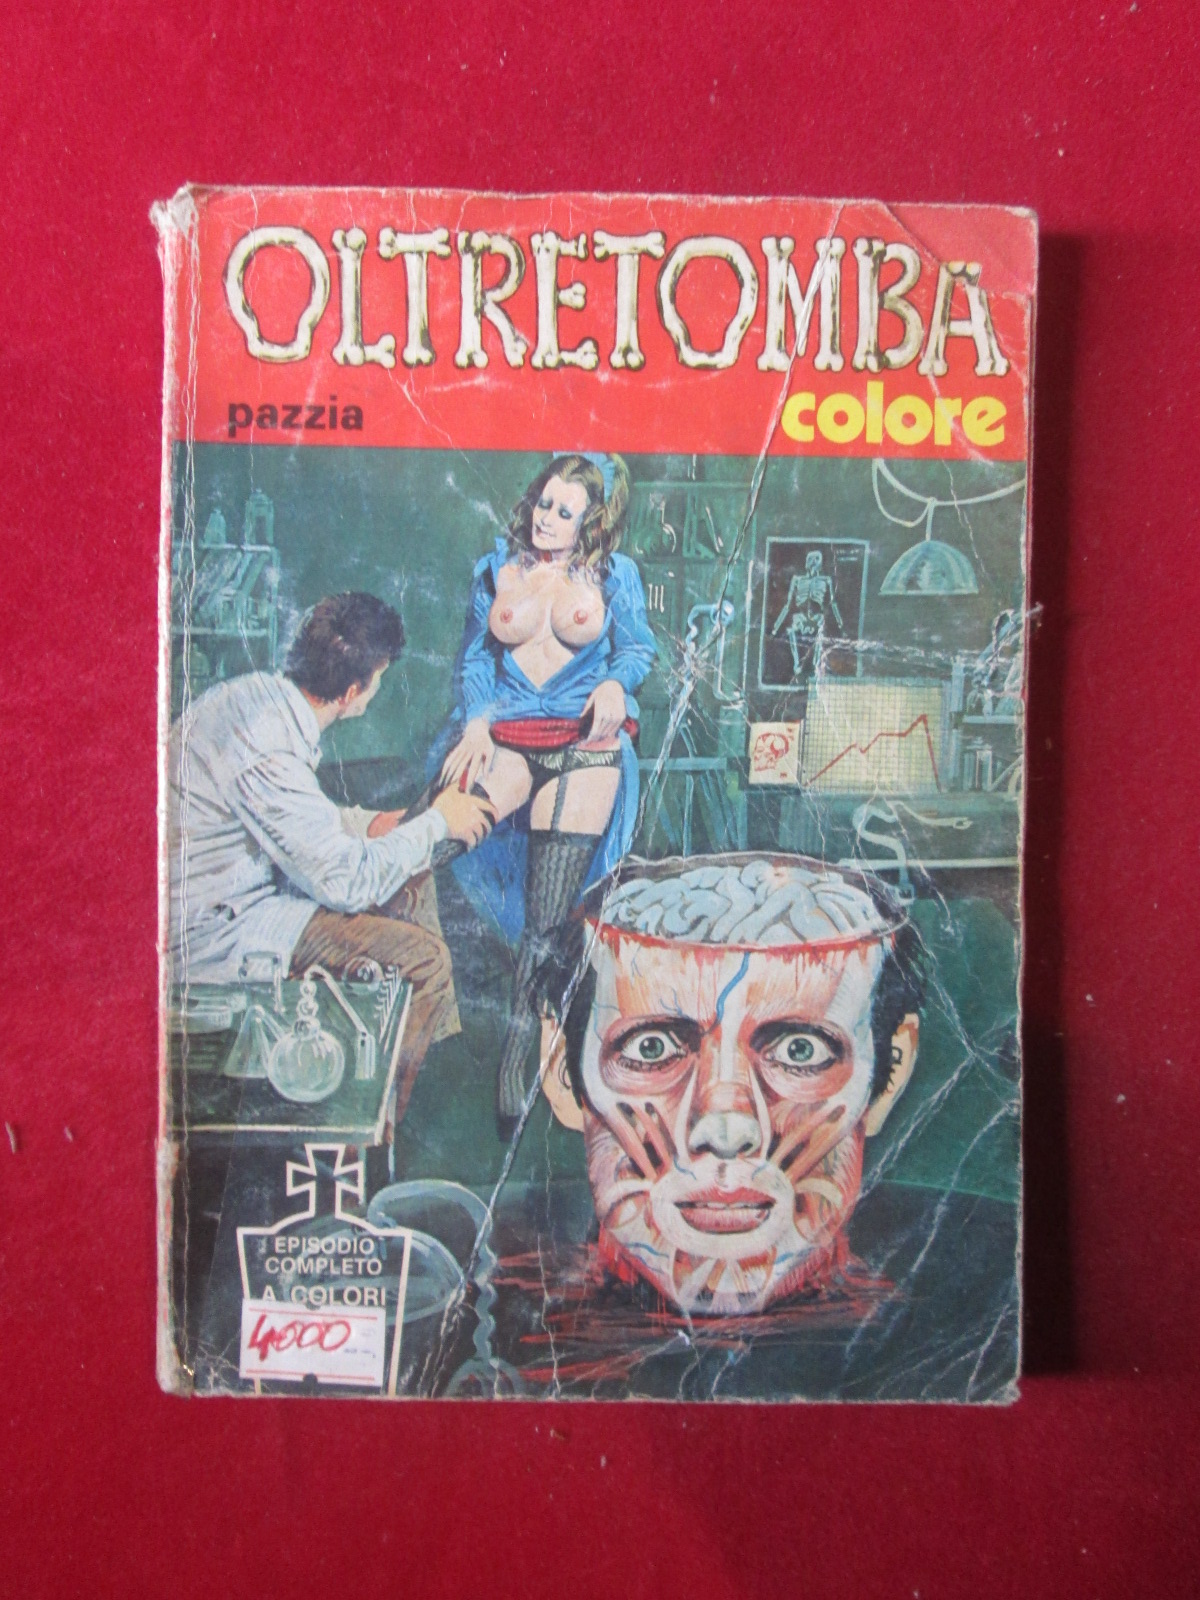 OLTRETOMBA
pazzia
colore
EPISODIO
COMPLETO
A COLORI
4000